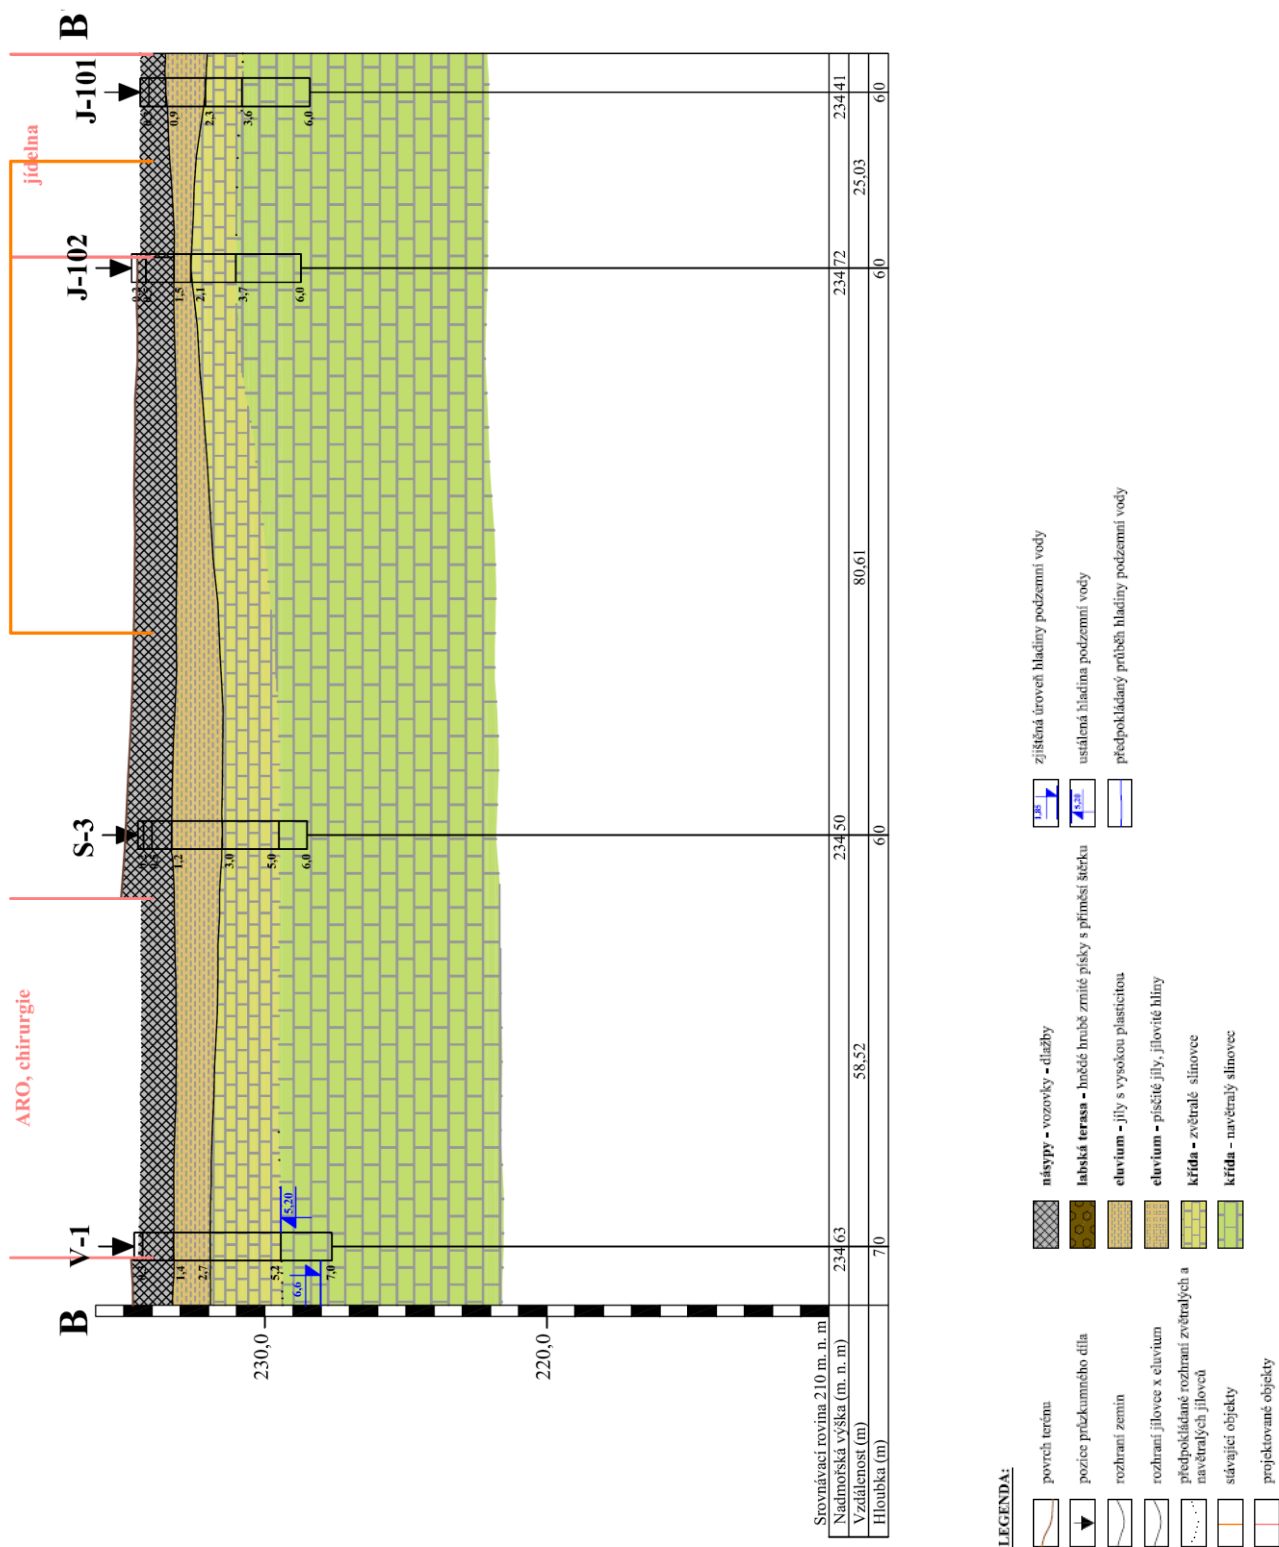 B
B
V-1
S-3
J-102
J-101
ARO, chirurgie
jídelna
1,4
2,7
5,2
7,0
6,6
5,20
1,2
3,0
5,0
6,0
0,2
1,5
2,1
3,7
6,0
0,9
2,3
3,6
6,0
230,0
220,0
Srovnávací rovina 210 m. n. m
Nadmořská výška (m. n. m) 234,63 234,50 234,72 234,41
Vzdálenost (m) 58,52 80,61 25,03
Hloubka (m) 7,0 6,0 6,0 6,0
LEGENDA:
povrch terénu
pozice průzkumného díla
rozhraní zemin
rozhraní jílovce x eluvium
předpokládané rozhraní zvětralých a
navětralých jílovců
stávající objekty
projektované objekty
násypy - vozovky - dlažby
labská terasa - hnědé hrubě zrnité písky s příměsí štěrku
eluvium - jíly s vysokou plasticitou
eluvium - písčité jíly, jílovité hlíny
křída - zvětralé slínovce
křída - navětralý slínovec
1,85
zjištěná úroveň hladiny podzemní vody
5,20
ustálená hladina podzemní vody
předpokládaný průběh hladiny podzemní vody